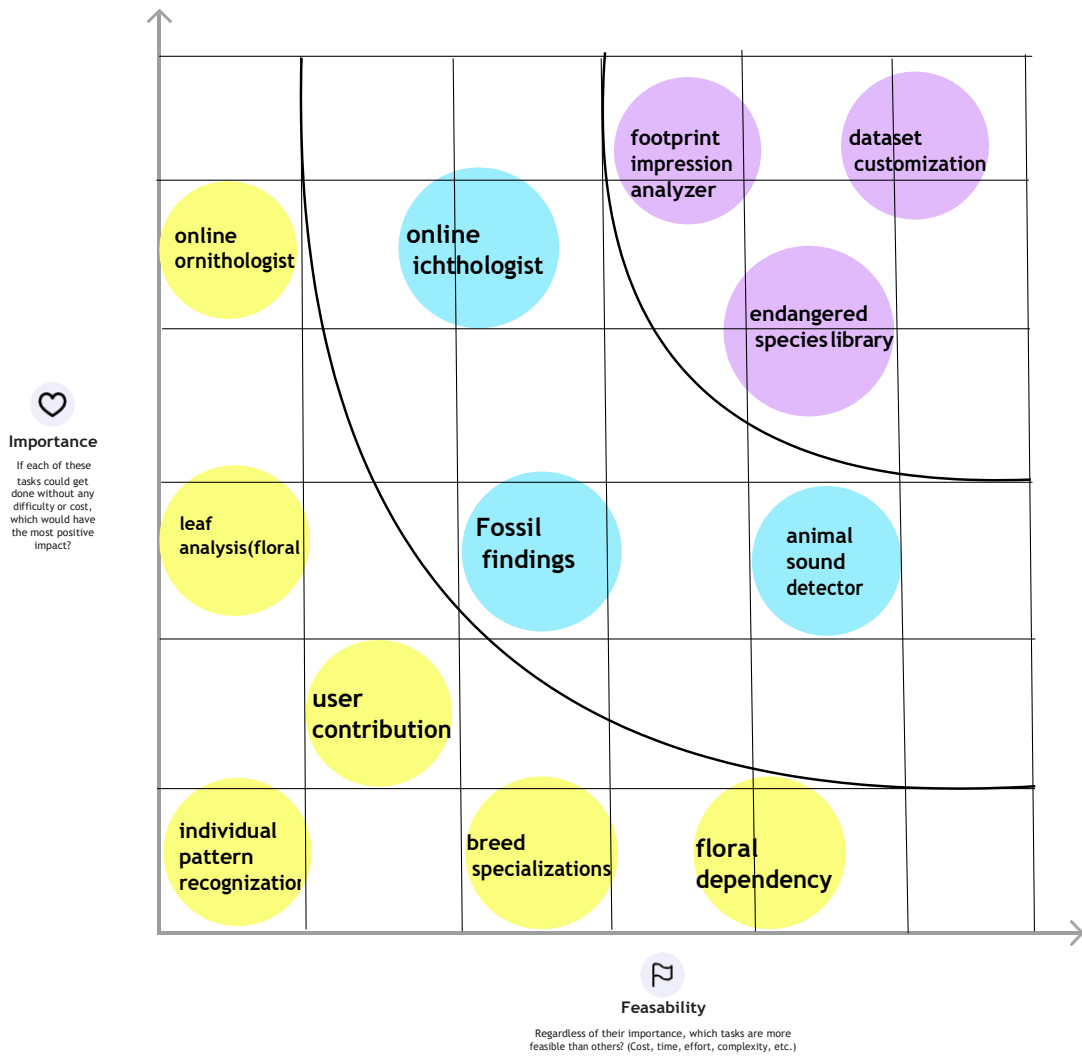 footprint
impression
analyzer
dataset
customization
online
ornithologist
online
ichthologist
endangered
species library
Importance
If each of these
tasks could get
done without any
difficulty or cost,
which would have
the most positive
impact?
leaf
analysis(floral
Fossil
findings
animal
sound
detector
user
contribution
individual
pattern
recognization
breed
specializations
floral
dependency
Feasability
Regardless of their importance, which tasks are more
feasible than others? (Cost, time, effort, complexity, etc.)